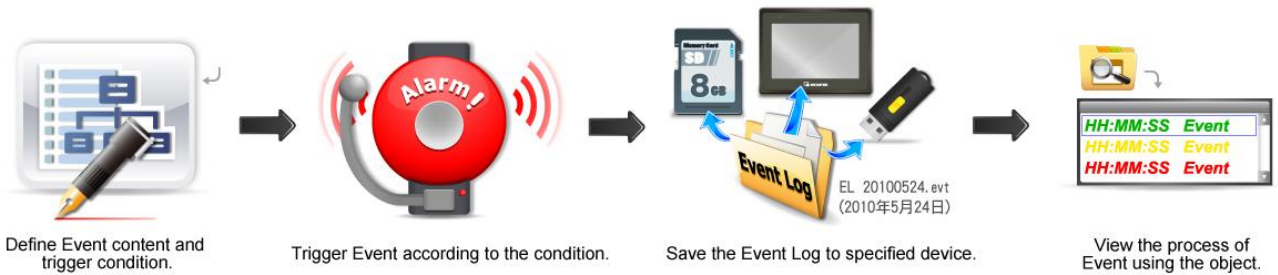 Define Event content and
trigger condition.
Alarm!
Trigger Event according to the condition.
Memory Card
SD
8 GB
Event Log
EL 20100524.evt
(2010年5月24日)
Save the Event Log to specified device.
HH:MM:SS Event
HH:MM:SS Event
HH:MM:SS Event
View the process of
Event using the object.